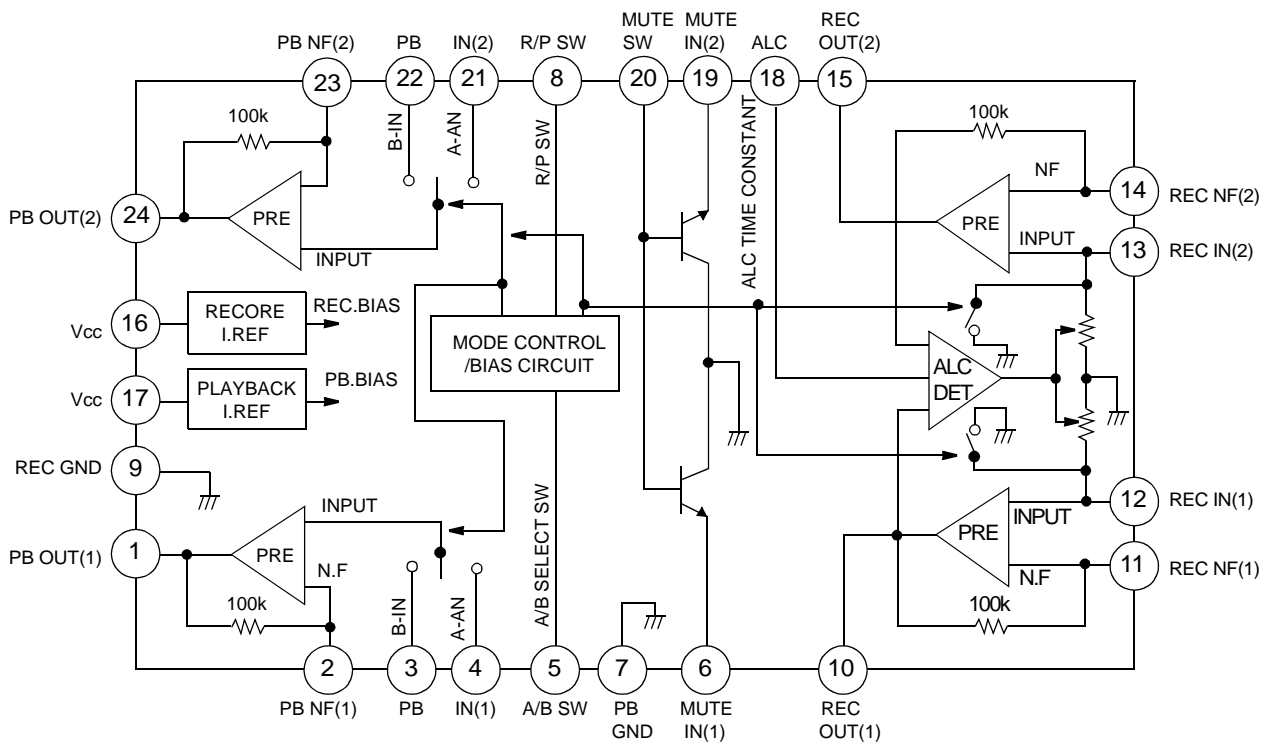 MUTE MUTE REC
PB NF(2) PB IN(2) R/P SW SW IN(2) ALC OUT(2)
23 22 21 8 20 19 18 15
100k
B-IN
A-AN
R/P SW
ALC TIME CONSTANT
100k
NF
PB OUT(2) 24 PRE
INPUT
PRE
INPUT
14 REC NF(2)
13 REC IN(2)
Vcc 16 RECORE
I.REF
REC.BIAS
MODE CONTROL
/BIAS CIRCUIT
ALC
DET
Vcc 17 PLAYBACK
I.REF
PB.BIAS
REC GND 9
INPUT
PB OUT(1) 1 PRE
N.F
100k
B-IN
A-AN
A/B SELECT SW
INPUT
PRE
N.F
100k
12 REC IN(1)
11 REC NF(1)
2 3 4 5 7 6 10
PB NF(1) PB IN(1) A/B SW PB
GND
MUTE
IN(1)
REC
OUT(1)